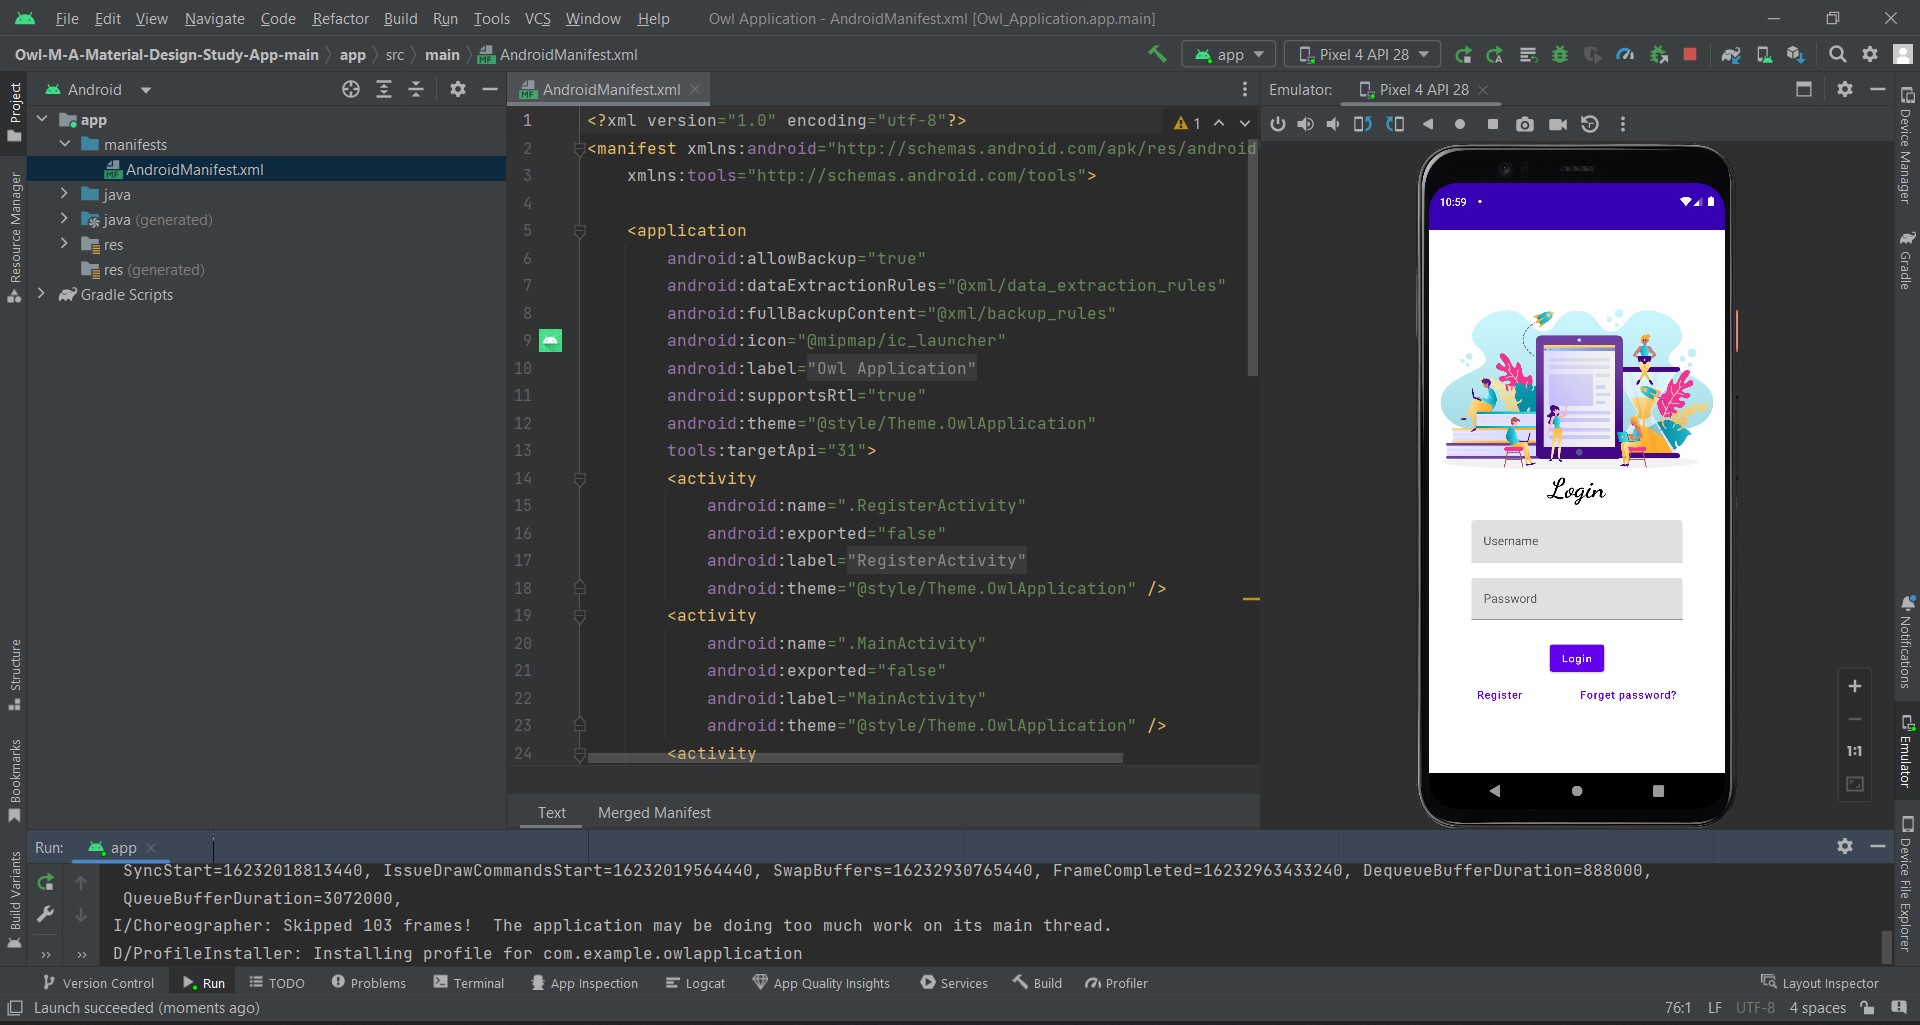 File Edit View Navigate Code Refactor Build Run Tools VCS Window Help Owl Application - AndroidManifest.xml [Owl_Application.app.main]
Owl-M-A-Material-Design-Study-App-main app src main AndroidManifest.xml app Pixel 4 API 28
Android
AndroidManifest.xml
Emulator: Pixel 4 API 28
Project
Resource Manager
Structure
Bookmarks
Build Variants
app
manifests
AndroidManifest.xml
java
java (generated)
res
res (generated)
Gradle Scripts
1 <?xml version="1.0" encoding="utf-8"?>
2 <manifest xmlns:android="http://schemas.android.com/apk/res/android
3 xmlns:tools="http://schemas.android.com/tools">
4
5 <application
6 android:allowBackup="true"
7 android:dataExtractionRules="@xml/data_extraction_rules"
8 android:fullBackupContent="@xml/backup_rules"
9 android:icon="@mipmap/ic_launcher"
10 android:label="Owl Application"
11 android:supportsRtl="true"
12 android:theme="@style/Theme.OwlApplication"
13 tools:targetApi="31">
14 <activity
15 android:name=".RegisterActivity"
16 android:exported="false"
17 android:label="RegisterActivity"
18 android:theme="@style/Theme.OwlApplication" />
19 <activity
20 android:name=".MainActivity"
21 android:exported="false"
22 android:label="MainActivity"
23 android:theme="@style/Theme.OwlApplication" />
24 <activity
1
Text Merged Manifest
10:59
Login
Username
Password
Login
Register Forget password?
1:1
Device Manager
Gradle
Notifications
Emulator
Device File Explorer
Run: app
SyncStart=16232018813440, IssueDrawCommandsStart=16232019564440, SwapBuffers=16232930765440, FrameCompleted=16232963433240, DequeueBufferDuration=888000,
QueueBufferDuration=3072000,
I/Choreographer: Skipped 103 frames!  The application may be doing too much work on its main thread.
D/ProfileInstaller: Installing profile for com.example.owlapplication
Version Control Run TODO Problems Terminal App Inspection Logcat App Quality Insights Services Build Profiler Layout Inspector
Launch succeeded (moments ago) 76:1 LF UTF-8 4 spaces